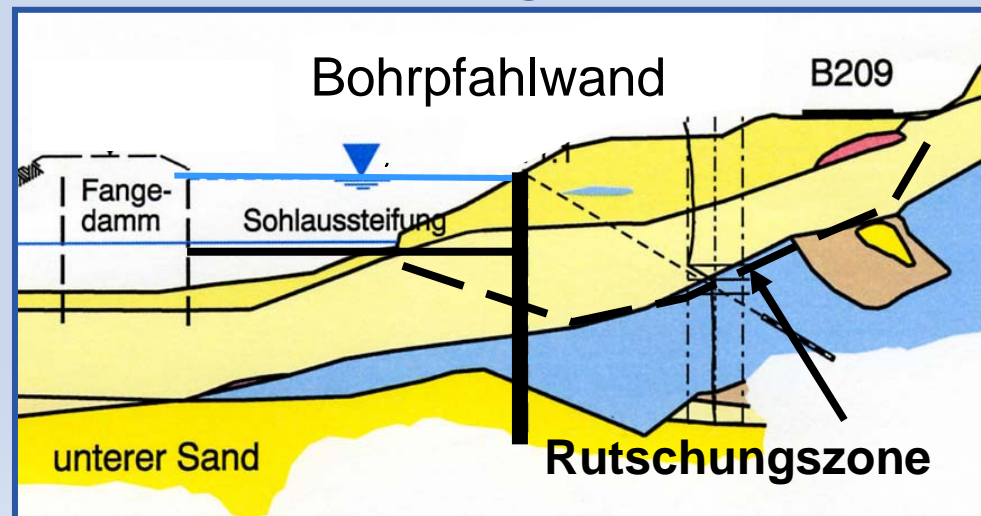 Bohrpfahlwand
B209
Fange-
damm
Sohlaussteifung
unterer Sand
Rutschungszone